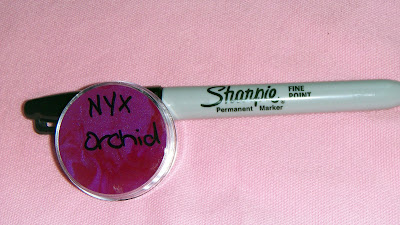 NYX
orchid
Sharpie
FINE
POINT
Permanent Marker